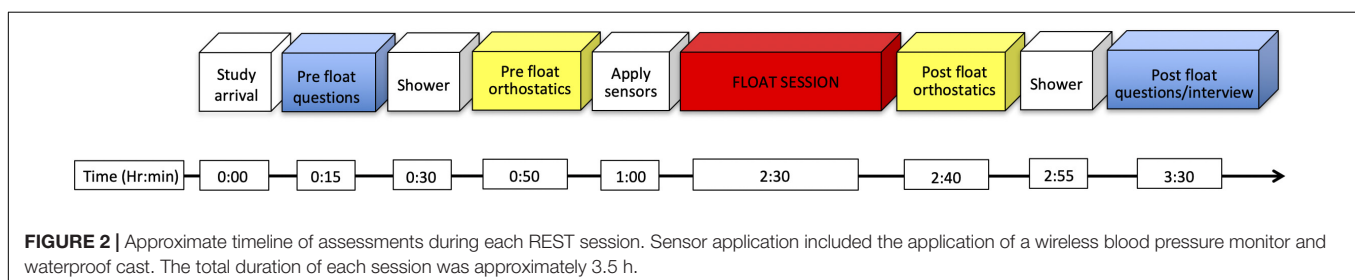 Study arrival
Pre float questions
Shower
Pre float orthostatics
Apply sensors
FLOAT SESSION
Post float orthostatics
Shower
Post float questions/interview
Time (Hr:min) 0:00 0:15 0:30 0:50 1:00 2:30 2:40 2:55 3:30
FIGURE 2 | Approximate timeline of assessments during each REST session. Sensor application included the application of a wireless blood pressure monitor and
waterproof cast. The total duration of each session was approximately 3.5 h.